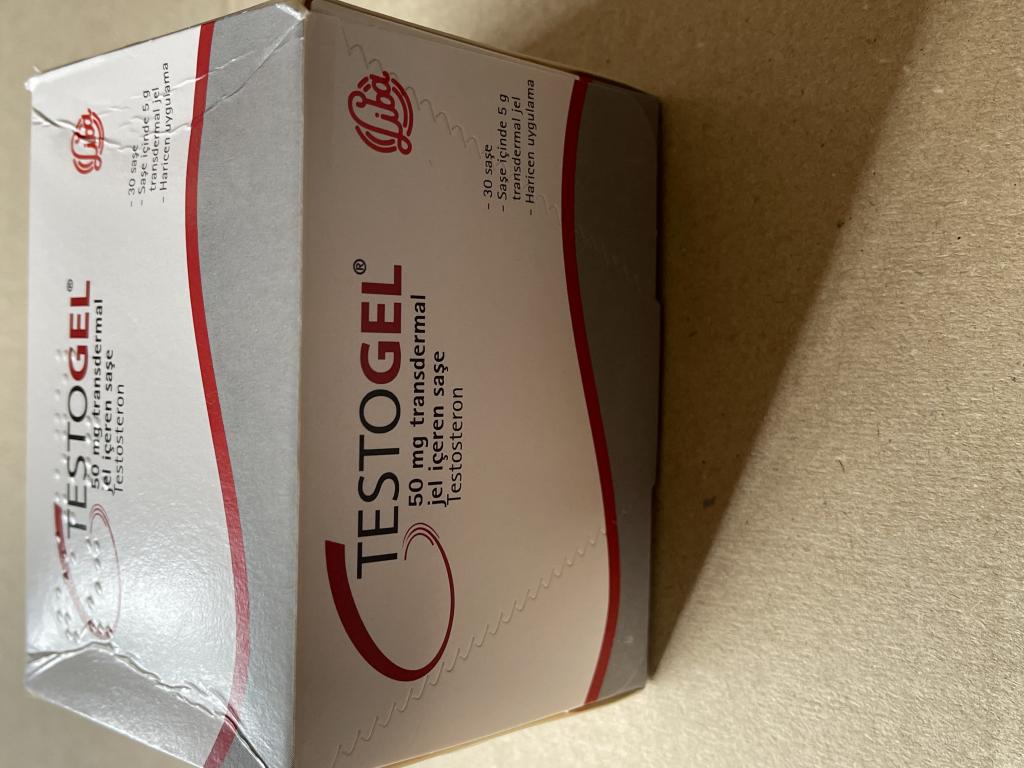 TESTOGEL®
50 mg transdermal
jel içeren saşe
Testosteron
- 30 saşe
- Saşe içinde 5 g
transdermal jel
- Haricen uygulama
Liba
TESTOGEL®
50 mg transdermal
jel içeren saşe
Testosteron
- 30 saşe
- Saşe içinde 5 g
transdermal jel
- Haricen uygulama
Liba